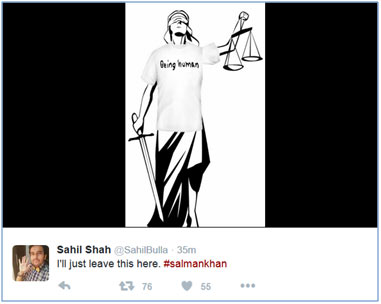 Being human
Sahil Shah @SahilBulla · 35m
I'll just leave this here. #salmankhan
76 55